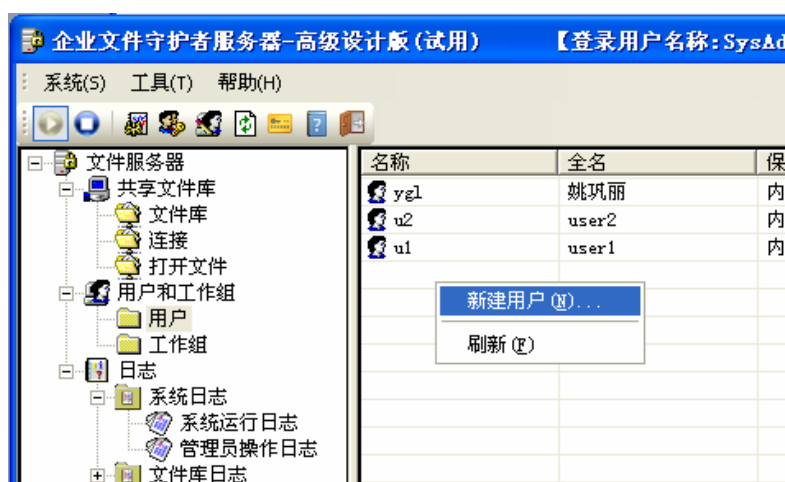 企业文件守护者服务器-高级设计版(试用) 【登录用户名称:SysAd
系统(S) 工具(T) 帮助(H)
文件服务器
共享文件库
文件库
连接
打开文件
用户和工作组
用户
工作组
日志
系统日志
系统运行日志
管理员操作日志
文件库日志
名称 全名 保
ygl 姚巩丽 内
u2 user2 内
u1 user1 内
新建用户(N)...
刷新(F)